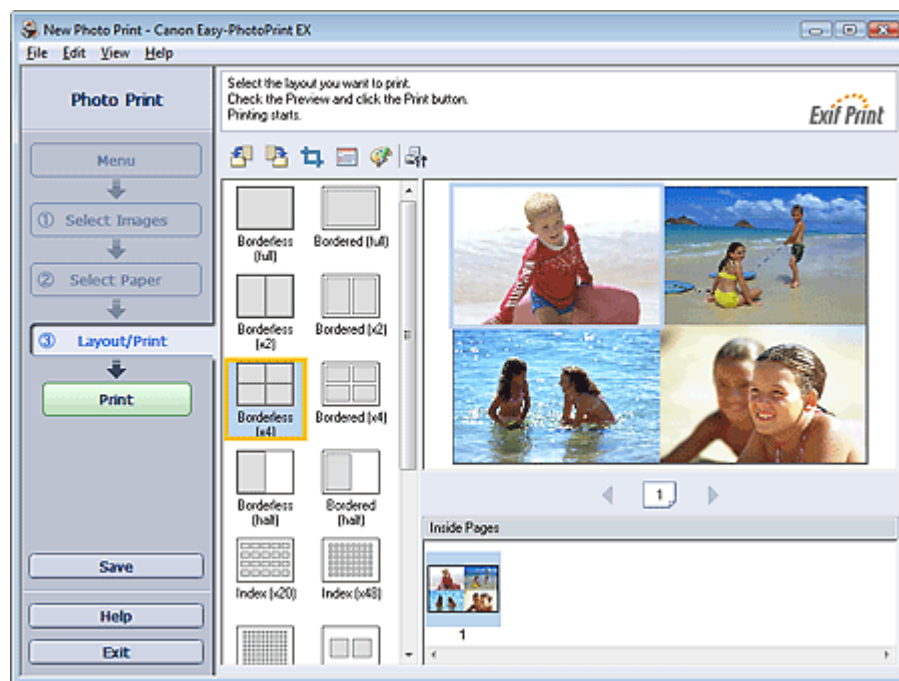 New Photo Print - Canon Easy-PhotoPrint EX
File Edit View Help
Photo Print
Select the layout you want to print.
Check the Preview and click the Print button.
Printing starts.
Exif Print
Menu
① Select Images
② Select Paper
③ Layout/Print
Print
Save
Help
Exit
Borderless (full)
Bordered (full)
Borderless (x2)
Bordered (x2)
Borderless (x4)
Bordered (x4)
Borderless (half)
Bordered (half)
Index (x20)
Index (x48)
1
Inside Pages
1